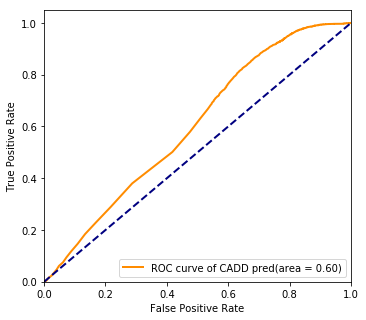 1.0
0.8
0.6
0.4
0.2
0.0
True Positive Rate
ROC curve of CADD pred(area = 0.60)
0.0 0.2 0.4 0.6 0.8 1.0
False Positive Rate